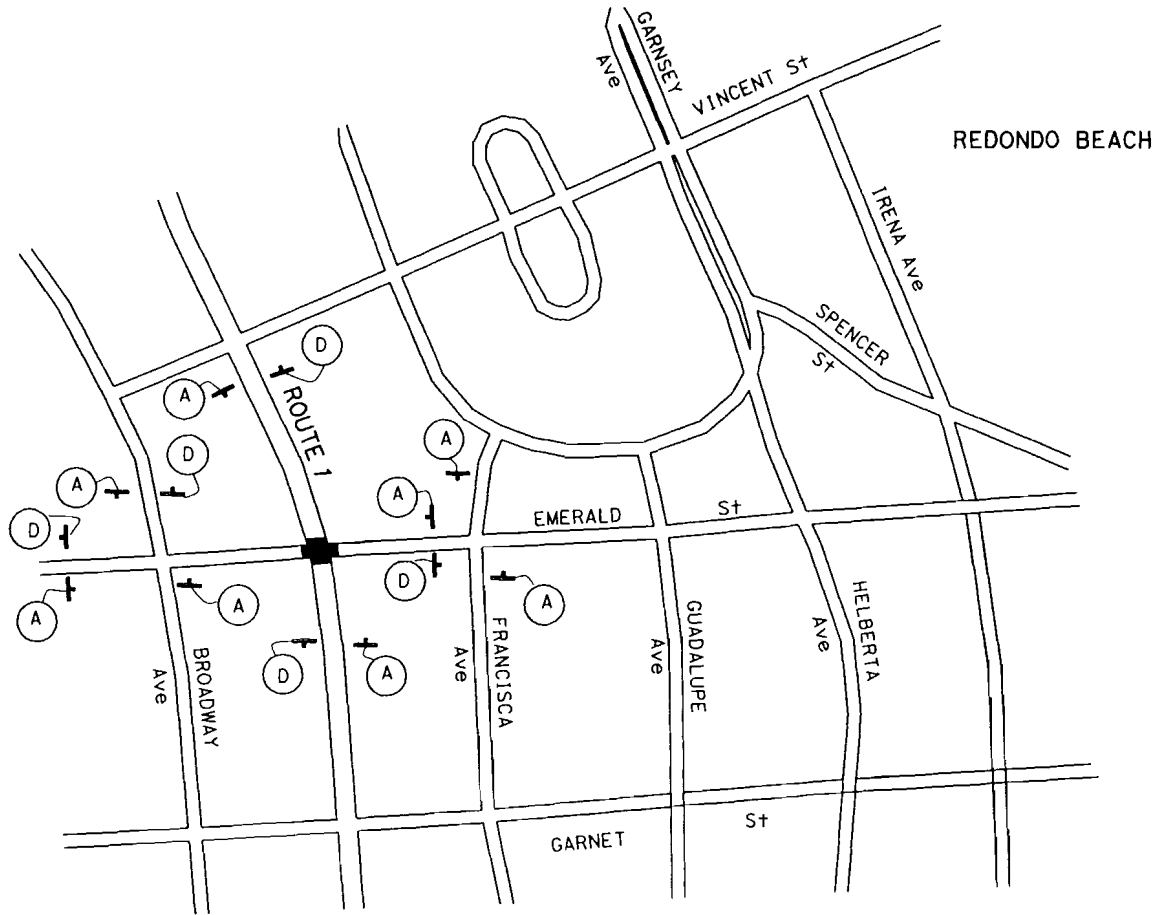 GARNSEY
Ave
VINCENT St
REDONDO BEACH
IRENA Ave
SPENCER
St
D
A
ROUTE 1
D
A
A
A
D
EMERALD
St
D
A
A
A
D
A
BROADWAY
Ave
FRANCISCA
Ave
GUADALUPE
Ave
HELBERTA
Ave
GARNET
St